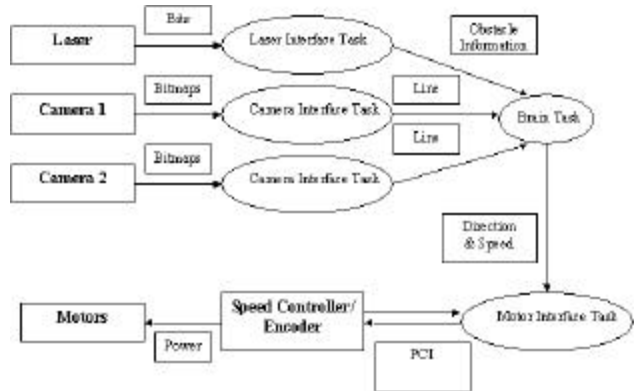 Bits
Laser
Laser Interface Task
Obstacle
Information
Bitmaps
Line
Camera 1
Camera Interface Task
Brain Task
Line
Bitmaps
Camera 2
Camera Interface Task
Direction
& Speed
Motors
Speed Controller/
Encoder
Motor Interface Task
Power
PCI